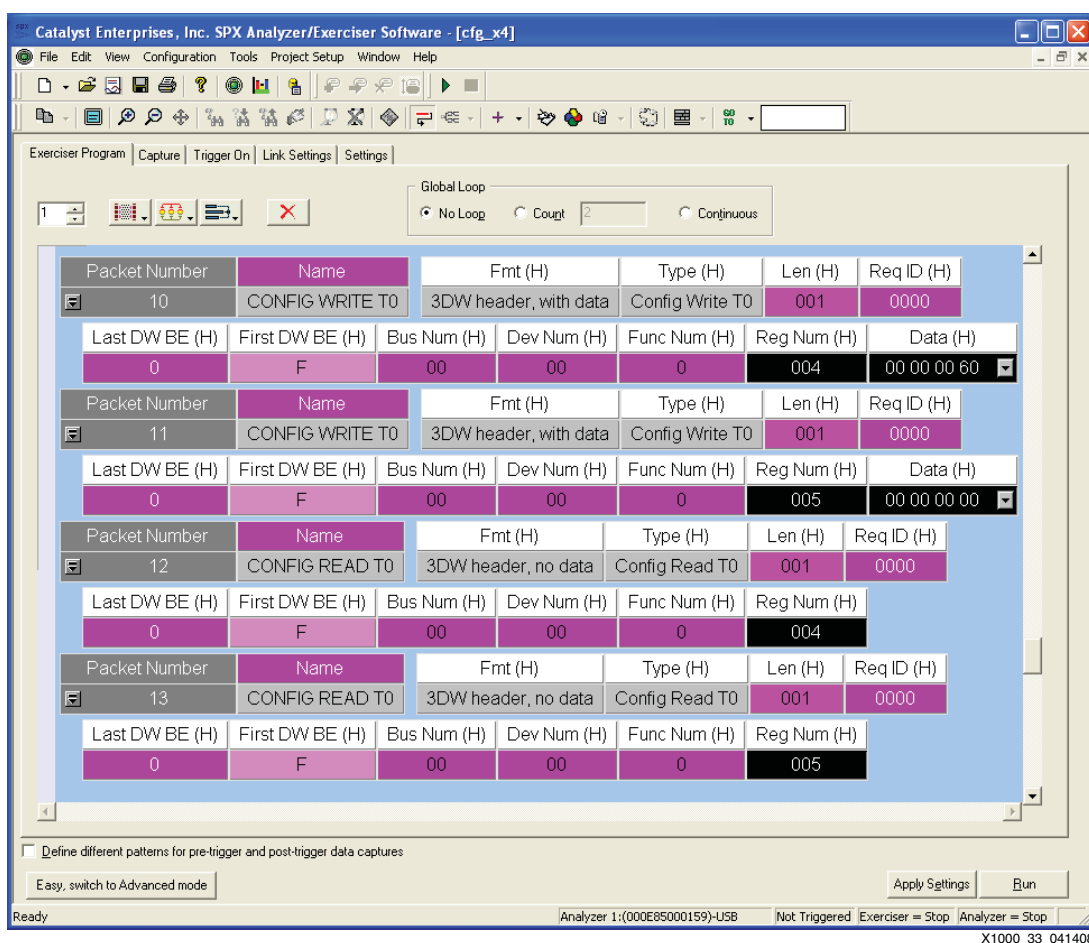 Catalyst Enterprises, Inc. SPX Analyzer/Exerciser Software - [cfg_x4]
File Edit View Configuration Tools Project Setup Window Help
GO TO
Exerciser Program Capture Trigger On Link Settings Settings
Global Loop
1 No Loop Count 2 Continuous
Packet Number Name Fmt (H) Type (H) Len (H) Req ID (H)
10 CONFIG WRITE T0 3DW header, with data Config Write T0 001 0000
Last DW BE (H) First DW BE (H) Bus Num (H) Dev Num (H) Func Num (H) Reg Num (H) Data (H)
0 F 00 00 0 004 00 00 00 60
Packet Number Name Fmt (H) Type (H) Len (H) Req ID (H)
11 CONFIG WRITE T0 3DW header, with data Config Write T0 001 0000
Last DW BE (H) First DW BE (H) Bus Num (H) Dev Num (H) Func Num (H) Reg Num (H) Data (H)
0 F 00 00 0 005 00 00 00 00
Packet Number Name Fmt (H) Type (H) Len (H) Req ID (H)
12 CONFIG READ T0 3DW header, no data Config Read T0 001 0000
Last DW BE (H) First DW BE (H) Bus Num (H) Dev Num (H) Func Num (H) Reg Num (H)
0 F 00 00 0 004
Packet Number Name Fmt (H) Type (H) Len (H) Req ID (H)
13 CONFIG READ T0 3DW header, no data Config Read T0 001 0000
Last DW BE (H) First DW BE (H) Bus Num (H) Dev Num (H) Func Num (H) Reg Num (H)
0 F 00 00 0 005
Define different patterns for pre-trigger and post-trigger data captures
Easy, switch to Advanced mode Apply Settings Run
Ready Analyzer 1:(000E85000159)-USB Not Triggered Exerciser = Stop Analyzer = Stop